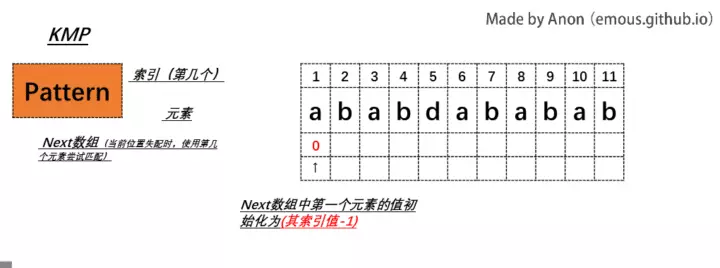 Made by Anon (emous.github.io)
KMP
Pattern
索引（第几个）
元素
Next数组（当前位置失配时，使用第几
个元素尝试匹配）
1 2 3 4 5 6 7 8 9 10 11
a b a b d a b a b a b
0
↑
Next数组中第一个元素的值初
始化为(其索引值-1)